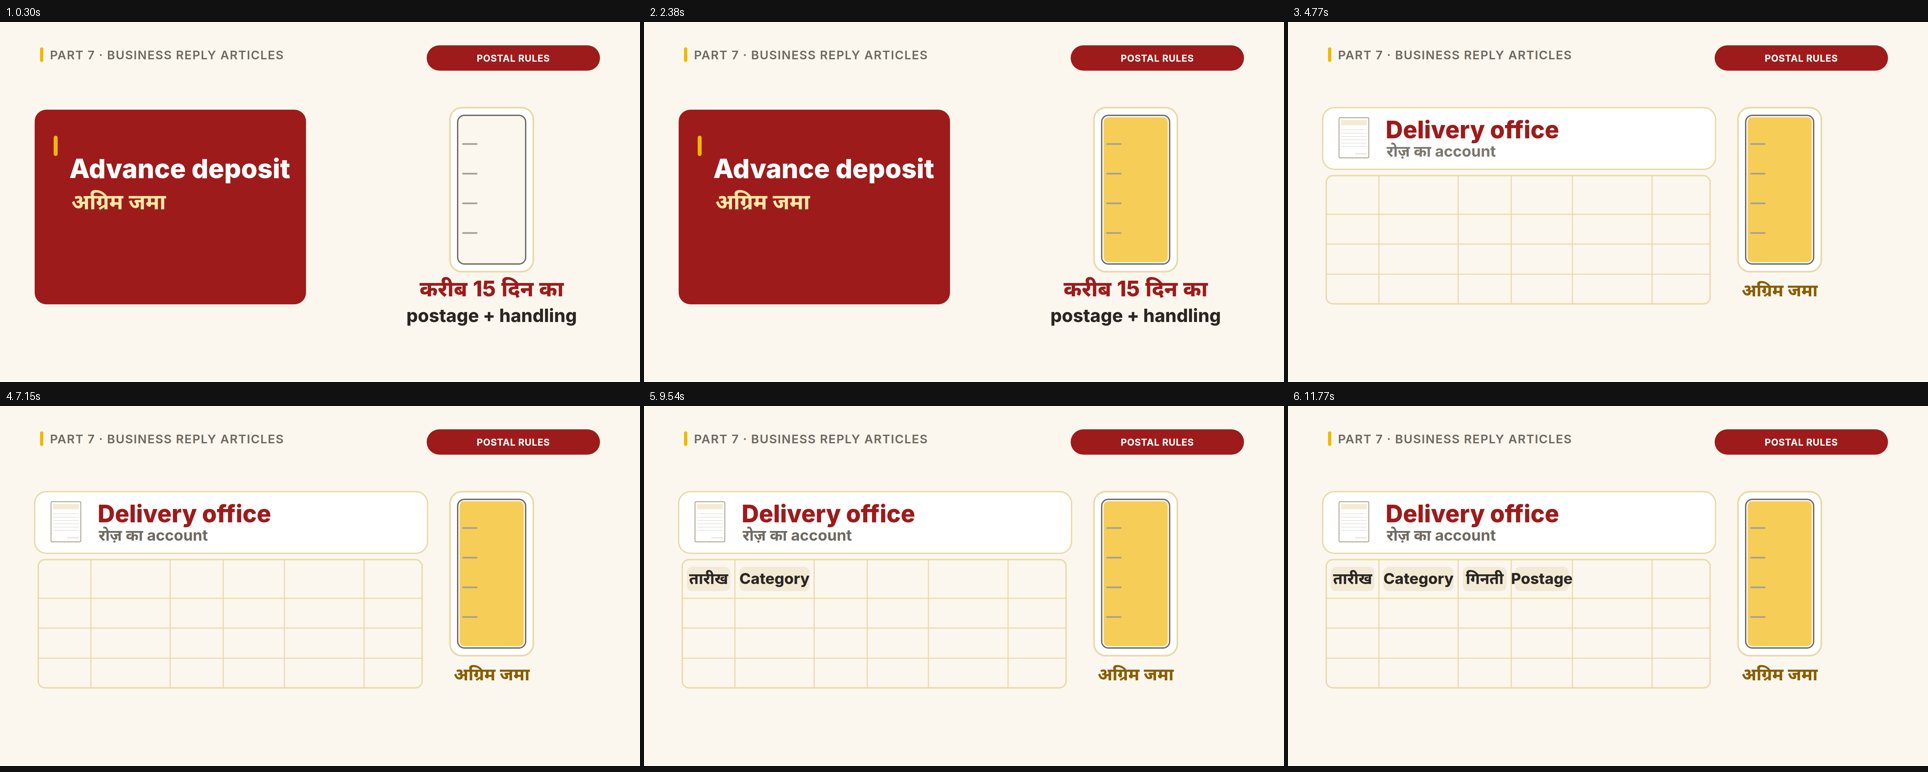 1. 0.30s
PART 7 · BUSINESS REPLY ARTICLES
POSTAL RULES
Advance deposit
अग्रिम जमा
करीब 15 दिन का
postage + handling
2. 2.38s
PART 7 · BUSINESS REPLY ARTICLES
POSTAL RULES
Advance deposit
अग्रिम जमा
करीब 15 दिन का
postage + handling
3. 4.77s
PART 7 · BUSINESS REPLY ARTICLES
POSTAL RULES
Delivery office
रोज़ का account
अग्रिम जमा
4. 7.15s
PART 7 · BUSINESS REPLY ARTICLES
POSTAL RULES
Delivery office
रोज़ का account
अग्रिम जमा
5. 9.54s
PART 7 · BUSINESS REPLY ARTICLES
POSTAL RULES
Delivery office
रोज़ का account
तारीख Category
अग्रिम जमा
6. 11.77s
PART 7 · BUSINESS REPLY ARTICLES
POSTAL RULES
Delivery office
रोज़ का account
तारीख Category गिनती Postage
अग्रिम जमा